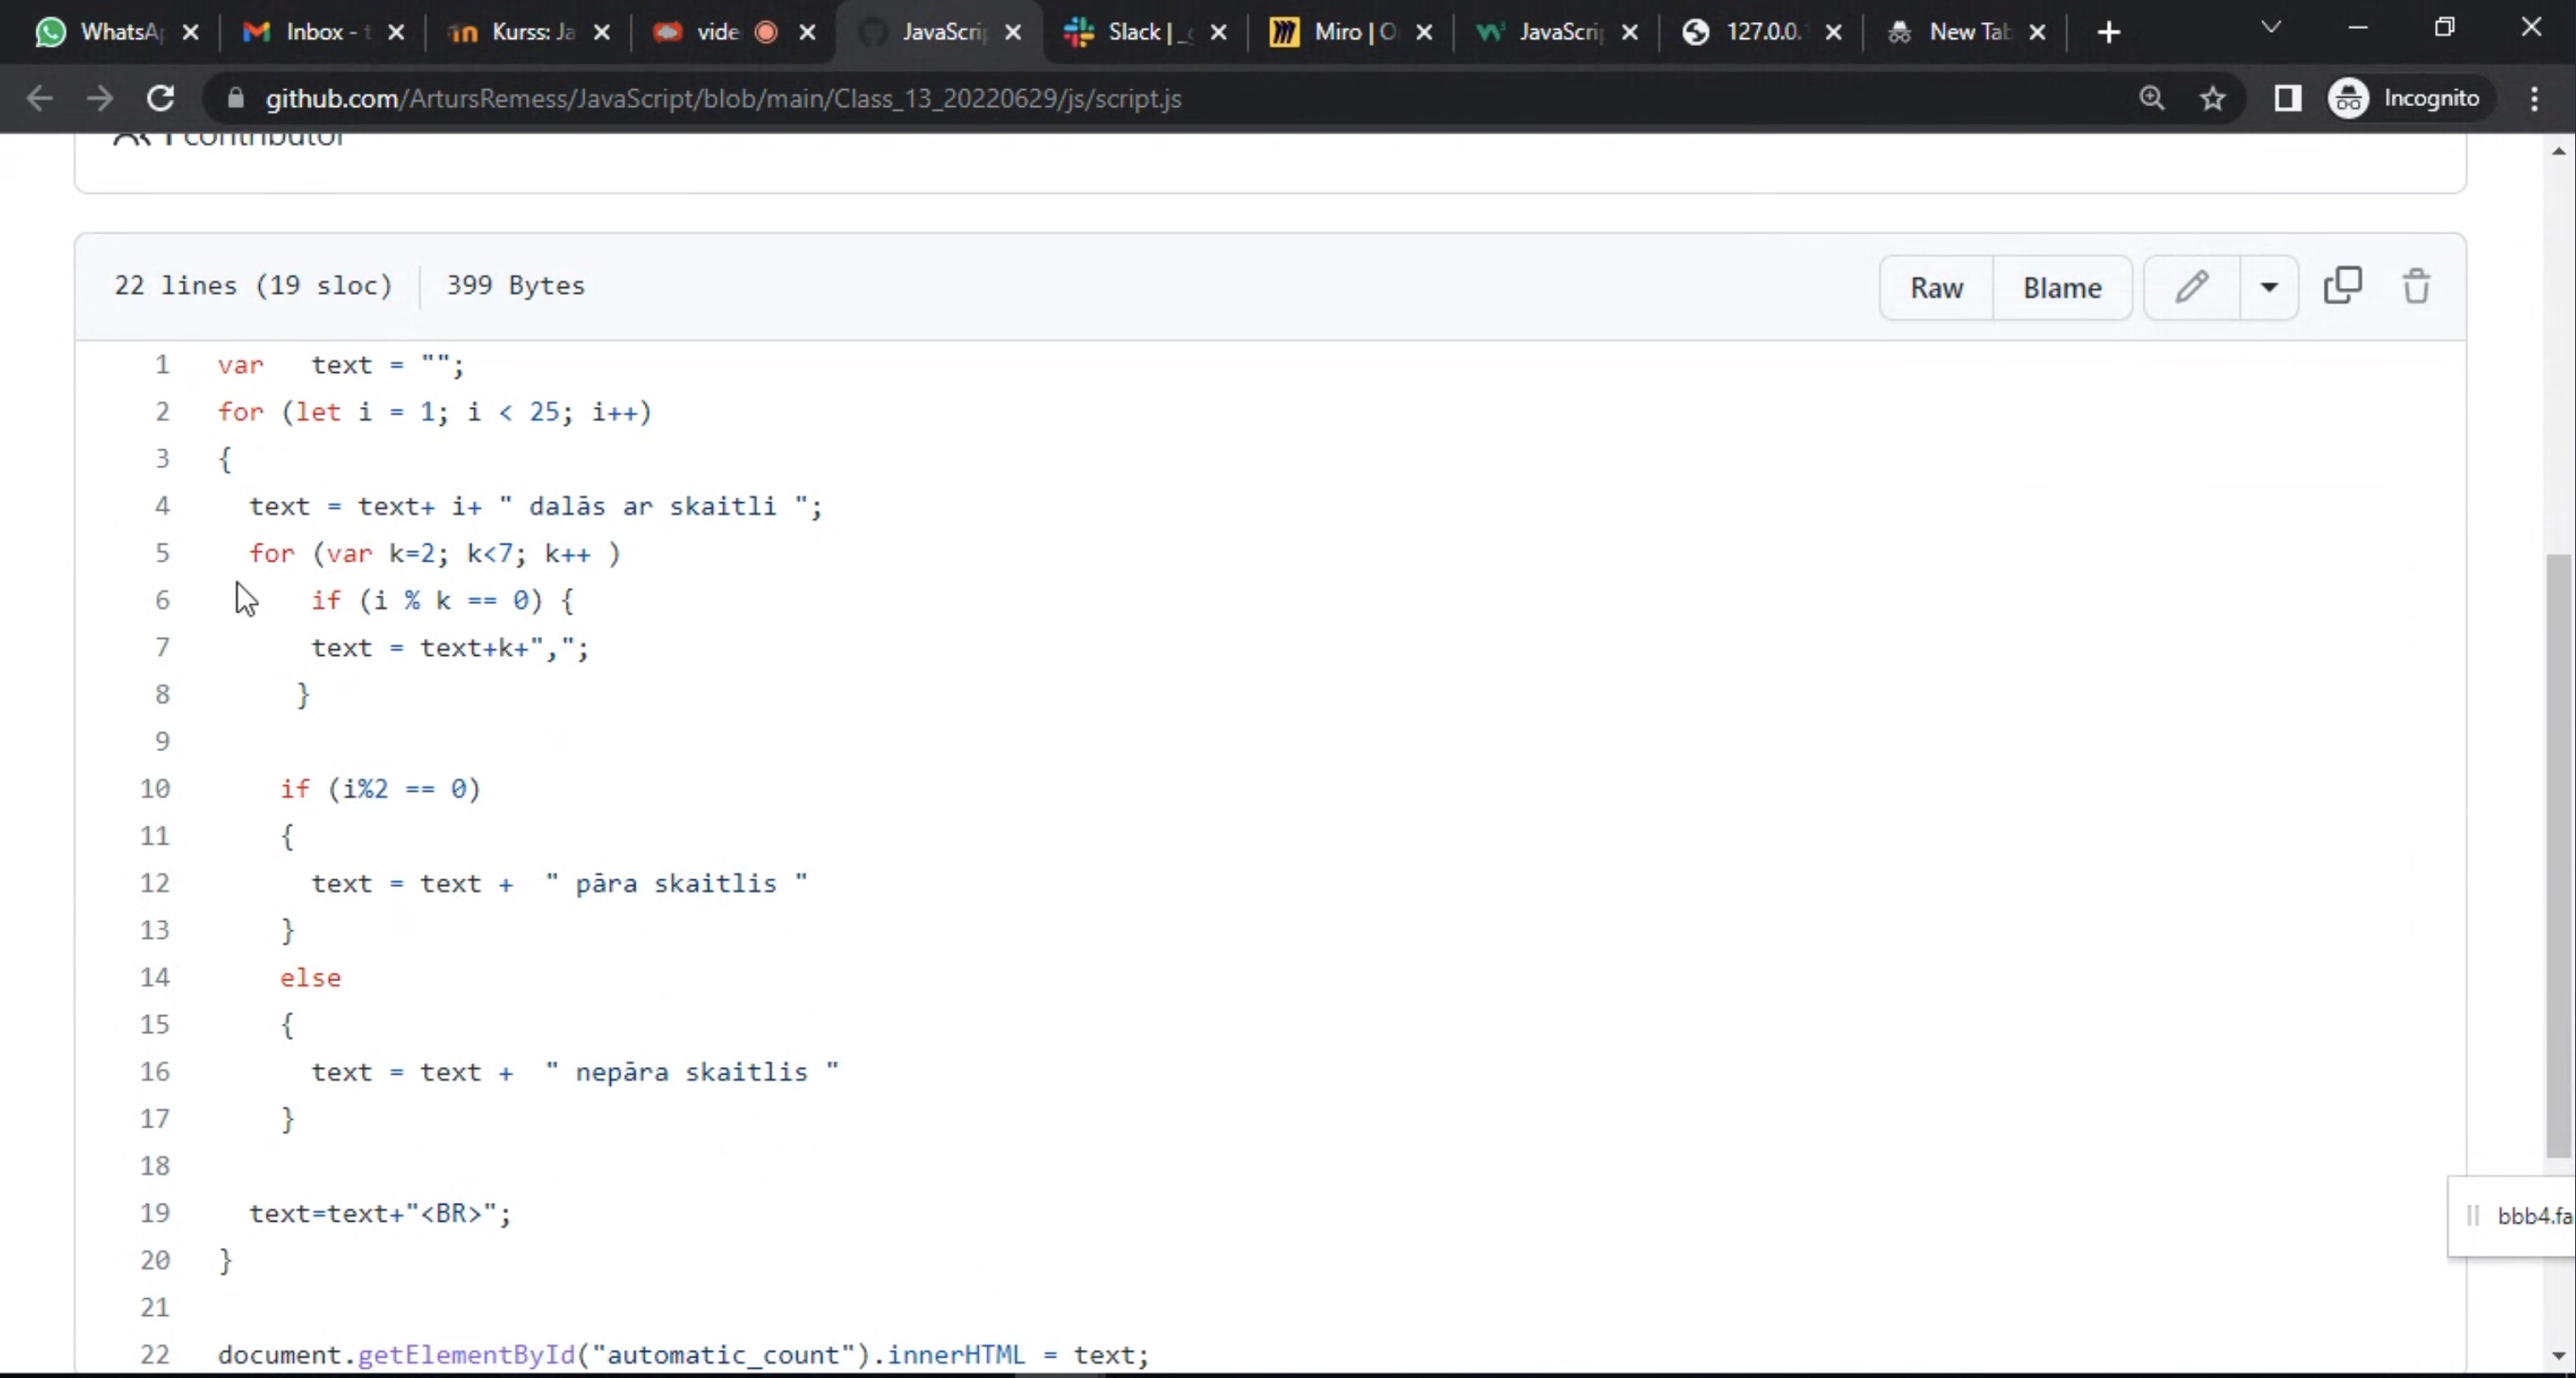 WhatsA
Inbox - t
Kurss: Ja
vide
JavaScrip
Slack | _g
Miro | O
JavaScrip
127.0.0.1
New Tab
github.com/ArtursRemess/JavaScript/blob/main/Class_13_20220629/js/script.js
Incognito
1 contributor
22 lines (19 sloc)
399 Bytes
Raw
Blame
1 var   text = "";
2 for (let i = 1; i < 25; i++)
3 {
4   text = text+ i+ " dalās ar skaitli ";
5   for (var k=2; k<7; k++ )
6       if (i % k == 0) {
7       text = text+k+",";
8      }
9
10     if (i%2 == 0)
11     {
12       text = text +  " pāra skaitlis "
13     }
14     else
15     {
16       text = text +  " nepāra skaitlis "
17     }
18
19   text=text+"<BR>";
20 }
21
22 document.getElementById("automatic_count").innerHTML = text;
bbb4.fa